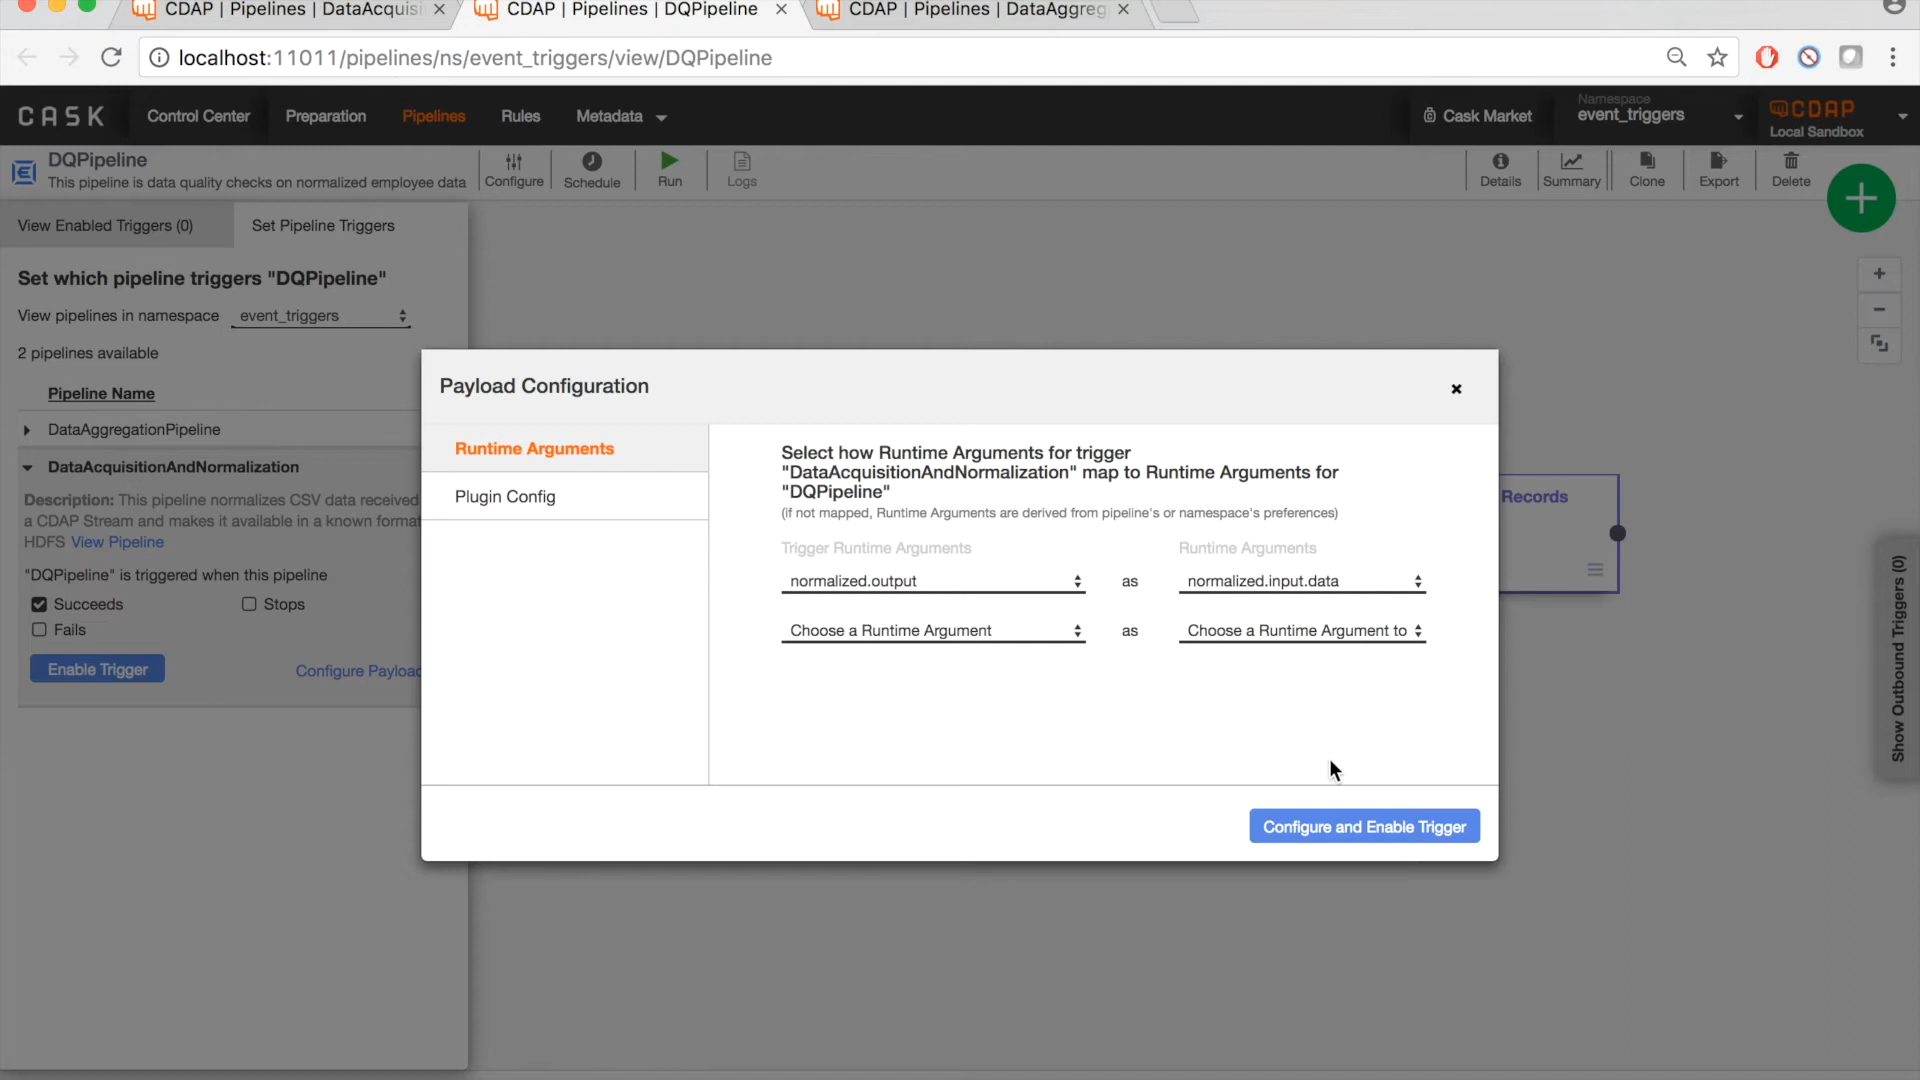 CDAP | Pipelines | DataAcquisi
CDAP | Pipelines | DQPipeline
CDAP | Pipelines | DataAggreg
localhost:11011/pipelines/ns/event_triggers/view/DQPipeline
CASK
Control Center
Preparation
Pipelines
Rules
Metadata
Cask Market
Namespace
event_triggers
CDAP
Local Sandbox
DQPipeline
This pipeline is data quality checks on normalized employee data
Configure
Schedule
Run
Logs
Details
Summary
Clone
Export
Delete
View Enabled Triggers (0)
Set Pipeline Triggers
Set which pipeline triggers "DQPipeline"
View pipelines in namespace
event_triggers
2 pipelines available
Pipeline Name
DataAggregationPipeline
DataAcquisitionAndNormalization
Description: This pipeline normalizes CSV data received
a CDAP Stream and makes it available in a known format
HDFS View Pipeline
"DQPipeline" is triggered when this pipeline
Succeeds
Stops
Fails
Enable Trigger
Configure Payload
Payload Configuration
Runtime Arguments
Plugin Config
Select how Runtime Arguments for trigger
"DataAcquisitionAndNormalization" map to Runtime Arguments for
"DQPipeline"
(if not mapped, Runtime Arguments are derived from pipeline's or namespace's preferences)
Trigger Runtime Arguments
Runtime Arguments
normalized.output
as
normalized.input.data
Choose a Runtime Argument
as
Choose a Runtime Argument to
Configure and Enable Trigger
Records
Show Outbound Triggers (0)